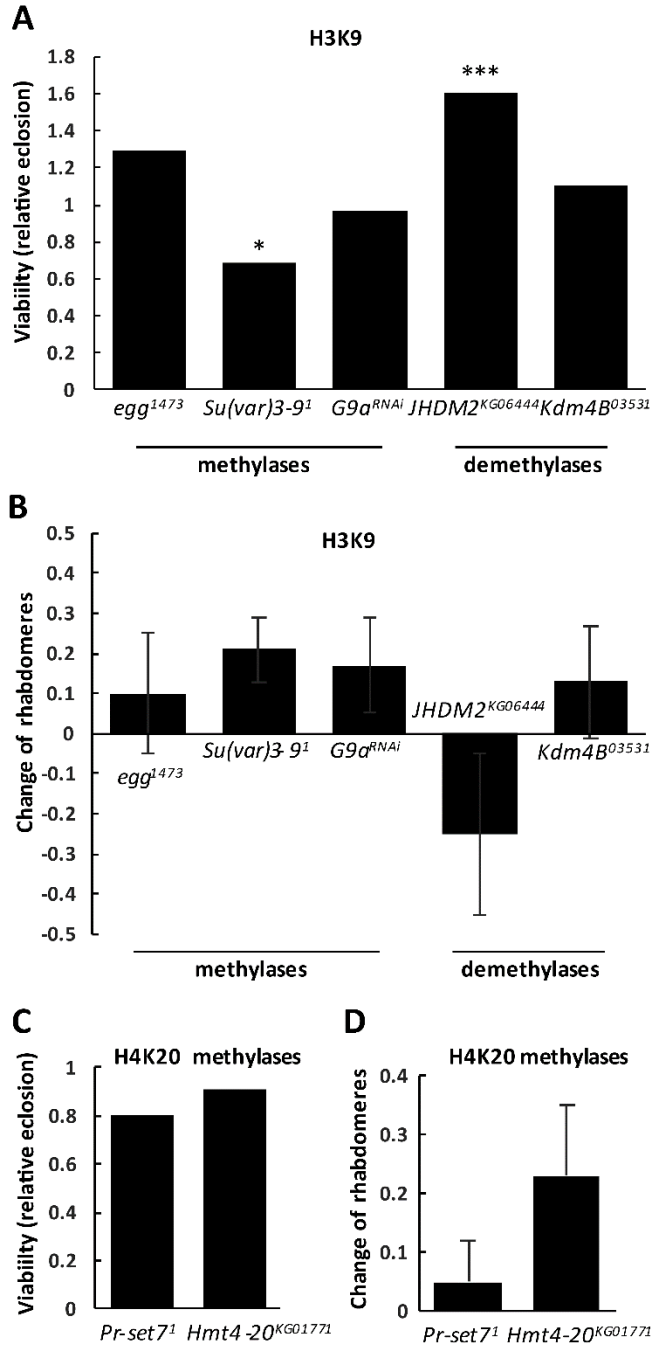 A
H3K9
Viability (relative eclosion)
1.8
1.6
1.4
1.2
1
0.8
0.6
0.4
0.2
0
***
*
egg1473 Su(var)3-91 G9aRNAi JHDM2KG06444 Kdm4B03531
methylases demethylases
B
H3K9
Change of rhabdomeres
0.5
0.4
0.3
0.2
0.1
0
-0.1
-0.2
-0.3
-0.4
-0.5
JHDM2KG06444
egg1473 Su(var)3-91 G9aRNAi Kdm4B03531
methylases demethylases
C
H4K20 methylases
Viability (relative eclosion)
1
0.8
0.6
0.4
0.2
0
Pr-set71 Hmt4-20KG01771
D
H4K20 methylases
Change of rhabdomeres
0.4
0.3
0.2
0.1
0
Pr-set71 Hmt4-20KG01771